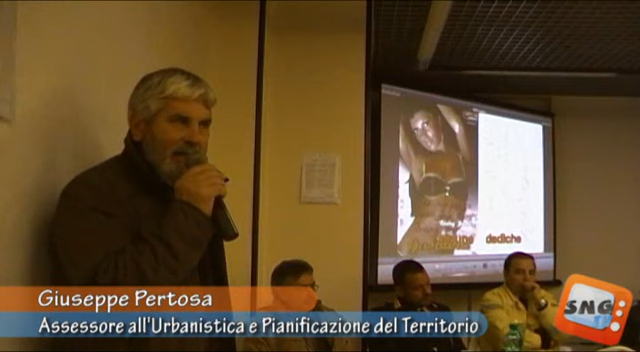 dediche
Giuseppe Pertosa
Assessore all'Urbanistica e Pianificazione del Territorio
SNG